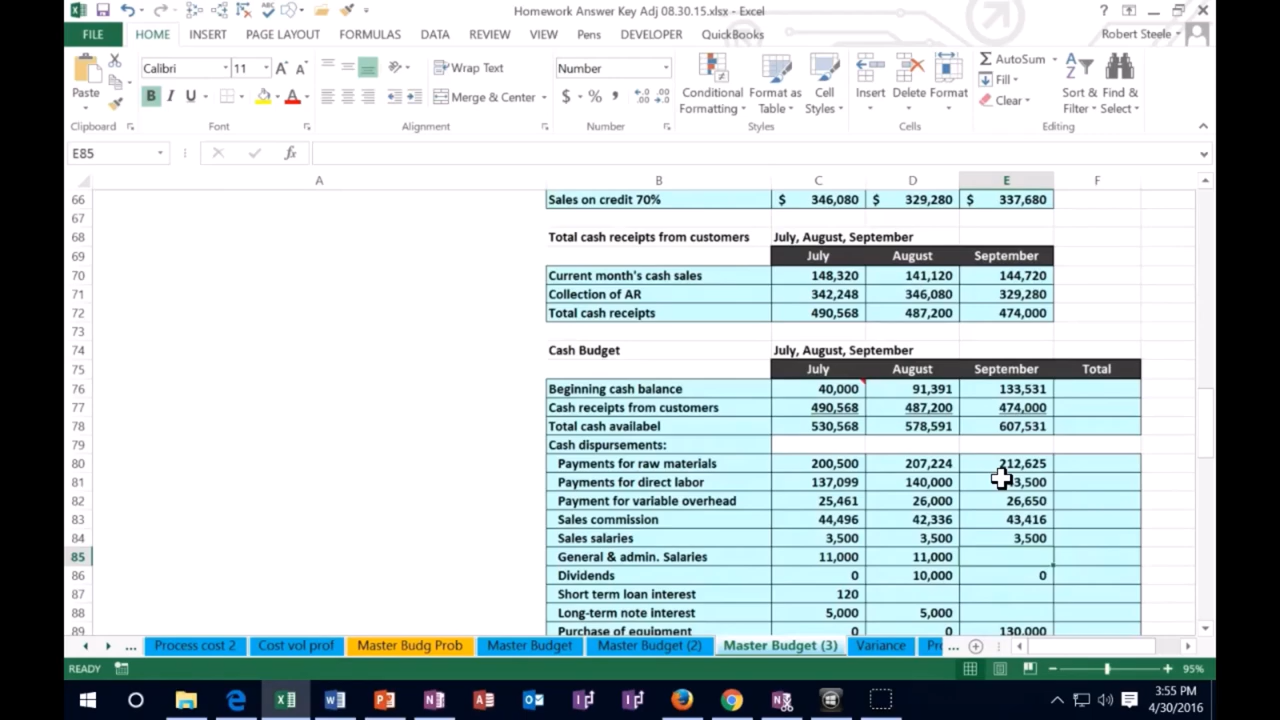 Homework Answer Key Adj 08.30.15.xlsx - Excel
FILE HOME INSERT PAGE LAYOUT FORMULAS DATA REVIEW VIEW Pens DEVELOPER QuickBooks Robert Steele
Calibri 11 Wrap Text Number AutoSum
Paste Merge & Center Conditional Formatting Format as Table Cell Styles Insert Delete Format Fill Clear Sort & Filter Find & Select
Clipboard Font Alignment Number Styles Cells Editing
E85 fx
A B C D E F
66 Sales on credit 70% $ 346,080 $ 329,280 $ 337,680
67
68 Total cash receipts from customers July, August, September
69 July August September
70 Current month's cash sales 148,320 141,120 144,720
71 Collection of AR 342,248 346,080 329,280
72 Total cash receipts 490,568 487,200 474,000
73
74 Cash Budget July, August, September
75 July August September Total
76 Beginning cash balance 40,000 91,391 133,531
77 Cash receipts from customers 490,568 487,200 474,000
78 Total cash availabel 530,568 578,591 607,531
79 Cash dispursements:
80 Payments for raw materials 200,500 207,224 212,625
81 Payments for direct labor 137,099 140,000 3,500
82 Payment for variable overhead 25,461 26,000 26,650
83 Sales commission 44,496 42,336 43,416
84 Sales salaries 3,500 3,500 3,500
85 General & admin. Salaries 11,000 11,000
86 Dividends 0 10,000 0
87 Short term loan interest 120
88 Long-term note interest 5,000 5,000
89 Purchase of equipment 0 0 130,000
... Process cost 2 Cost vol prof Master Budg Prob Master Budget Master Budget (2) Master Budget (3) Variance ...
READY 95%
3:55 PM
4/30/2016